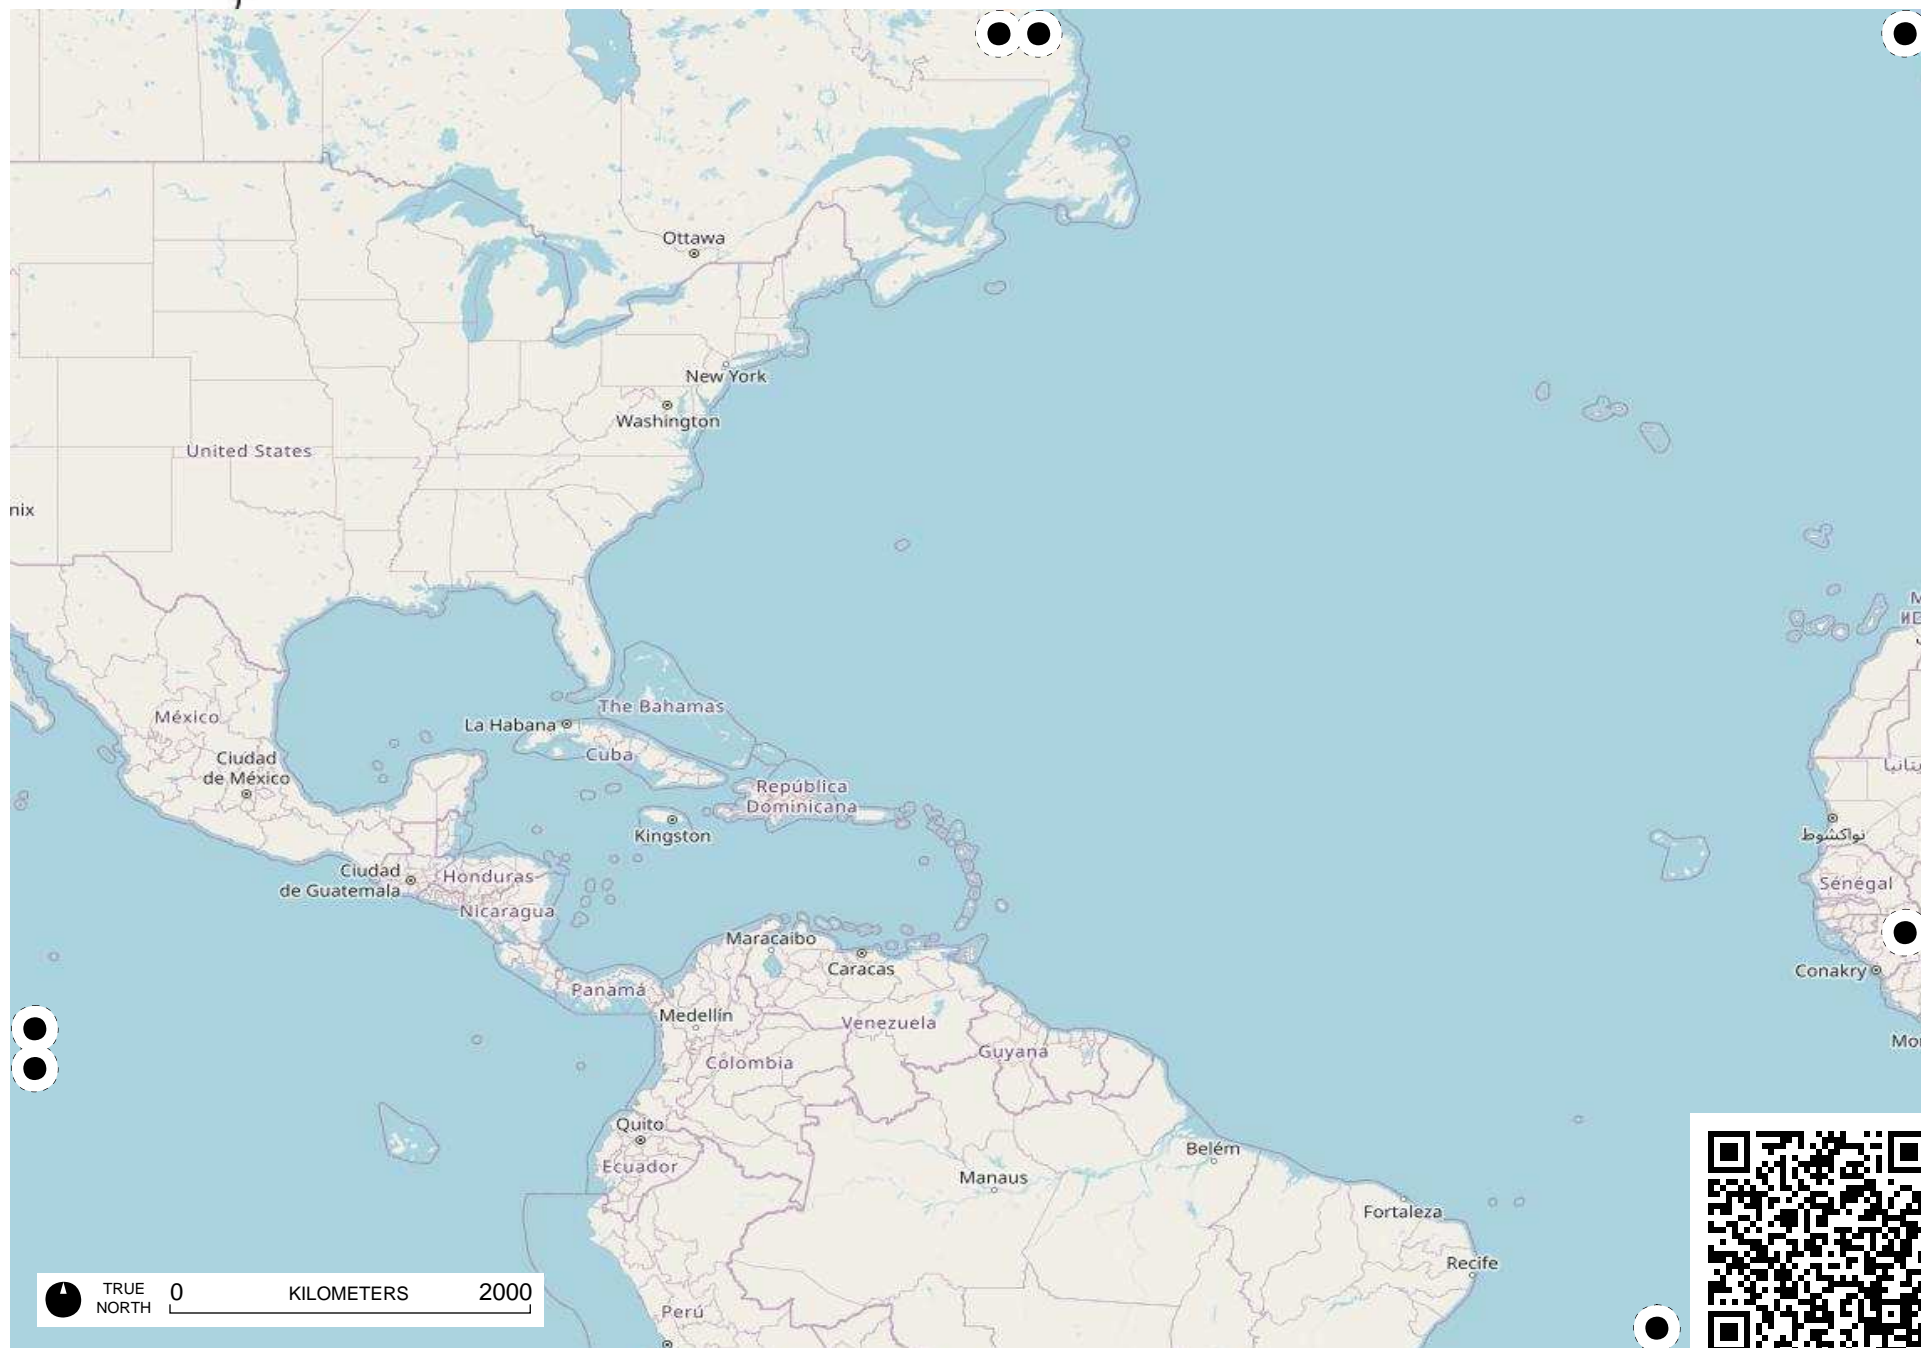 Ottawa
New York
Washington
United States
nix
México
Ciudad
de México
La Habana
The Bahamas
Cuba
República
Dominicana
Kingston
Ciudad
de Guatemala
Honduras
Nicaragua
نواكشوط
Sénégal
Conakry
Maracaibo
Caracas
Panamá
Medellín
Venezuela
Guyana
Colombia
Quito
Ecuador
Belém
Manaus
Fortaleza
Recife
Perú
TRUE
NORTH
0 KILOMETERS 2000